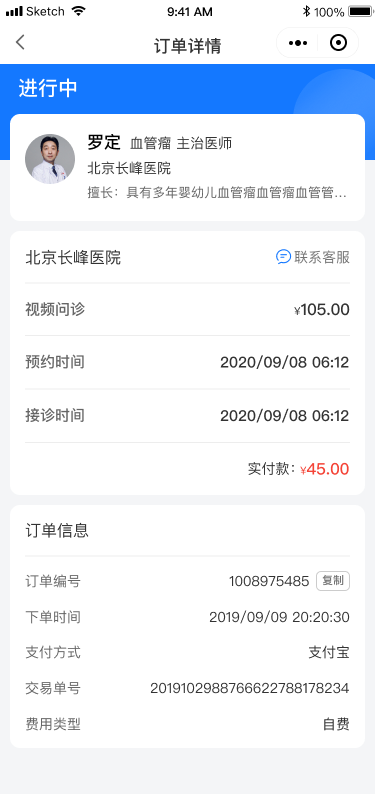 Sketch 9:41 AM 100%
订单详情
进行中
罗定 血管瘤 主治医师
北京长峰医院
擅长：具有多年婴幼儿血管瘤血管瘤血管管...
北京长峰医院 联系客服
视频问诊 ¥105.00
预约时间 2020/09/08 06:12
接诊时间 2020/09/08 06:12
实付款：¥45.00
订单信息
订单编号 1008975485 复制
下单时间 2019/09/09 20:20:30
支付方式 支付宝
交易单号 2019102988766622788178234
费用类型 自费